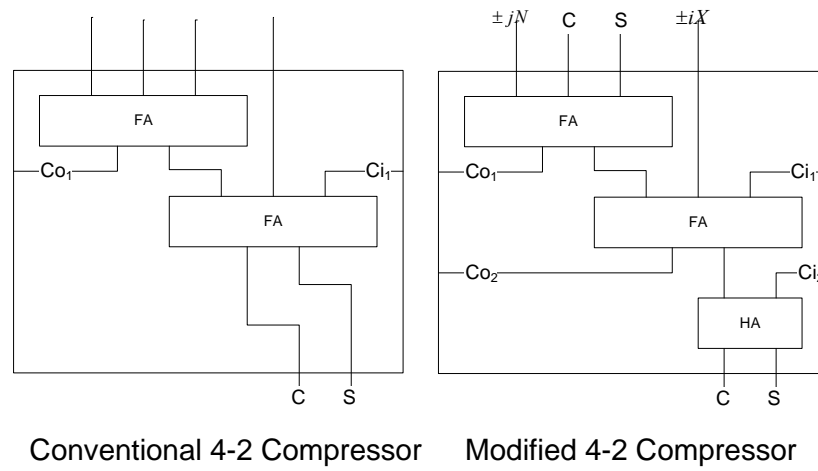 ± jN C S ±iX
FA
FA
Co₁ Ci₁
Co₁ Ci₁
FA
FA
Co₂ Ci₂
HA
C S
C S
Conventional 4-2 Compressor
Modified 4-2 Compressor